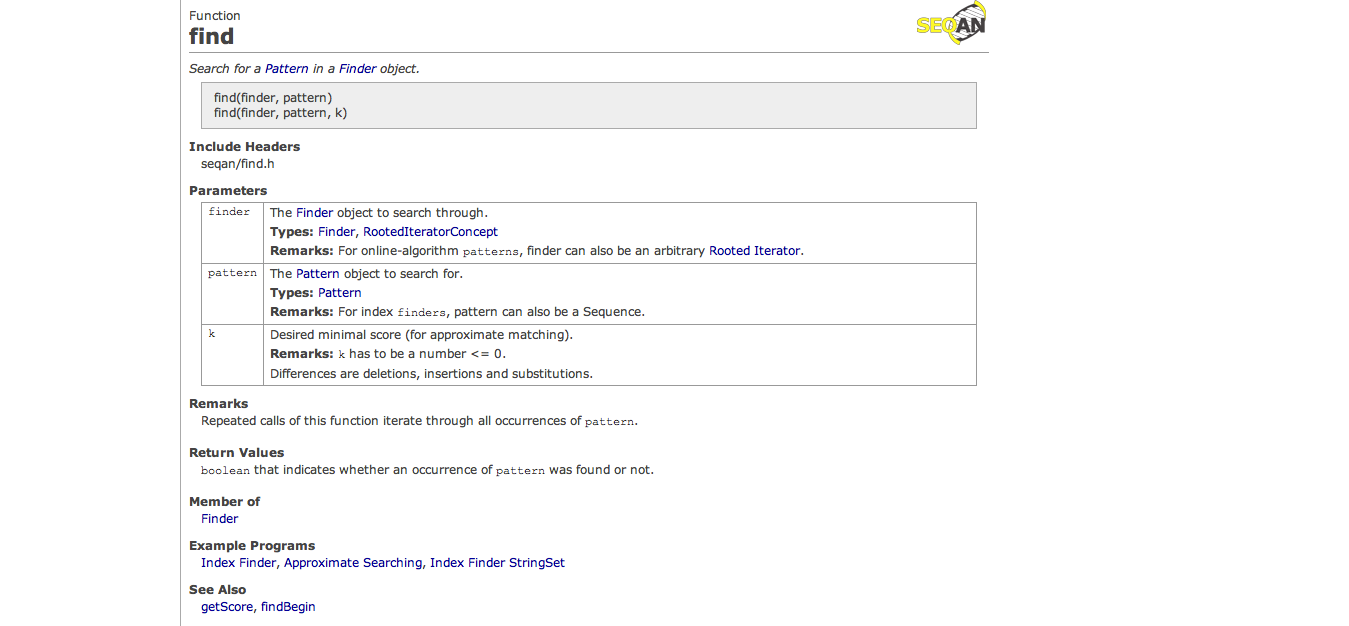 Function
SEQAN
find
Search for a Pattern in a Finder object.
find(finder, pattern)
find(finder, pattern, k)
Include Headers
seqan/find.h
Parameters
finder The Finder object to search through.
Types: Finder, RootedIteratorConcept
Remarks: For online-algorithm patterns, finder can also be an arbitrary Rooted Iterator.
pattern The Pattern object to search for.
Types: Pattern
Remarks: For index finders, pattern can also be a Sequence.
k Desired minimal score (for approximate matching).
Remarks: k has to be a number <= 0.
Differences are deletions, insertions and substitutions.
Remarks
Repeated calls of this function iterate through all occurrences of pattern.
Return Values
boolean that indicates whether an occurrence of pattern was found or not.
Member of
Finder
Example Programs
Index Finder, Approximate Searching, Index Finder StringSet
See Also
getScore, findBegin